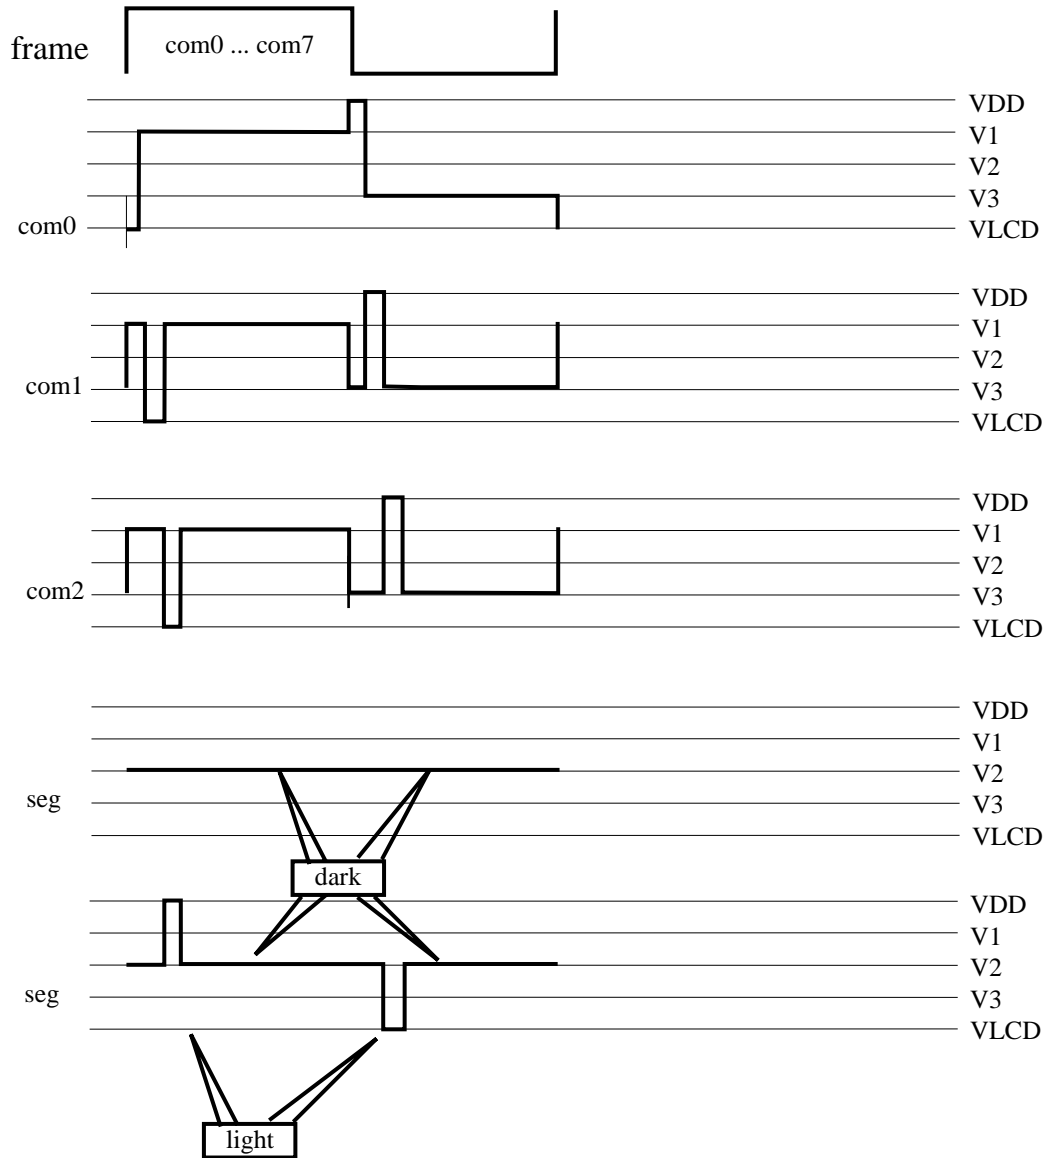 frame
com0 ... com7
VDD
V1
V2
V3
com0
VLCD
VDD
V1
V2
com1
V3
VLCD
VDD
V1
V2
com2
V3
VLCD
VDD
V1
V2
seg
V3
VLCD
dark
VDD
V1
V2
seg
V3
VLCD
light